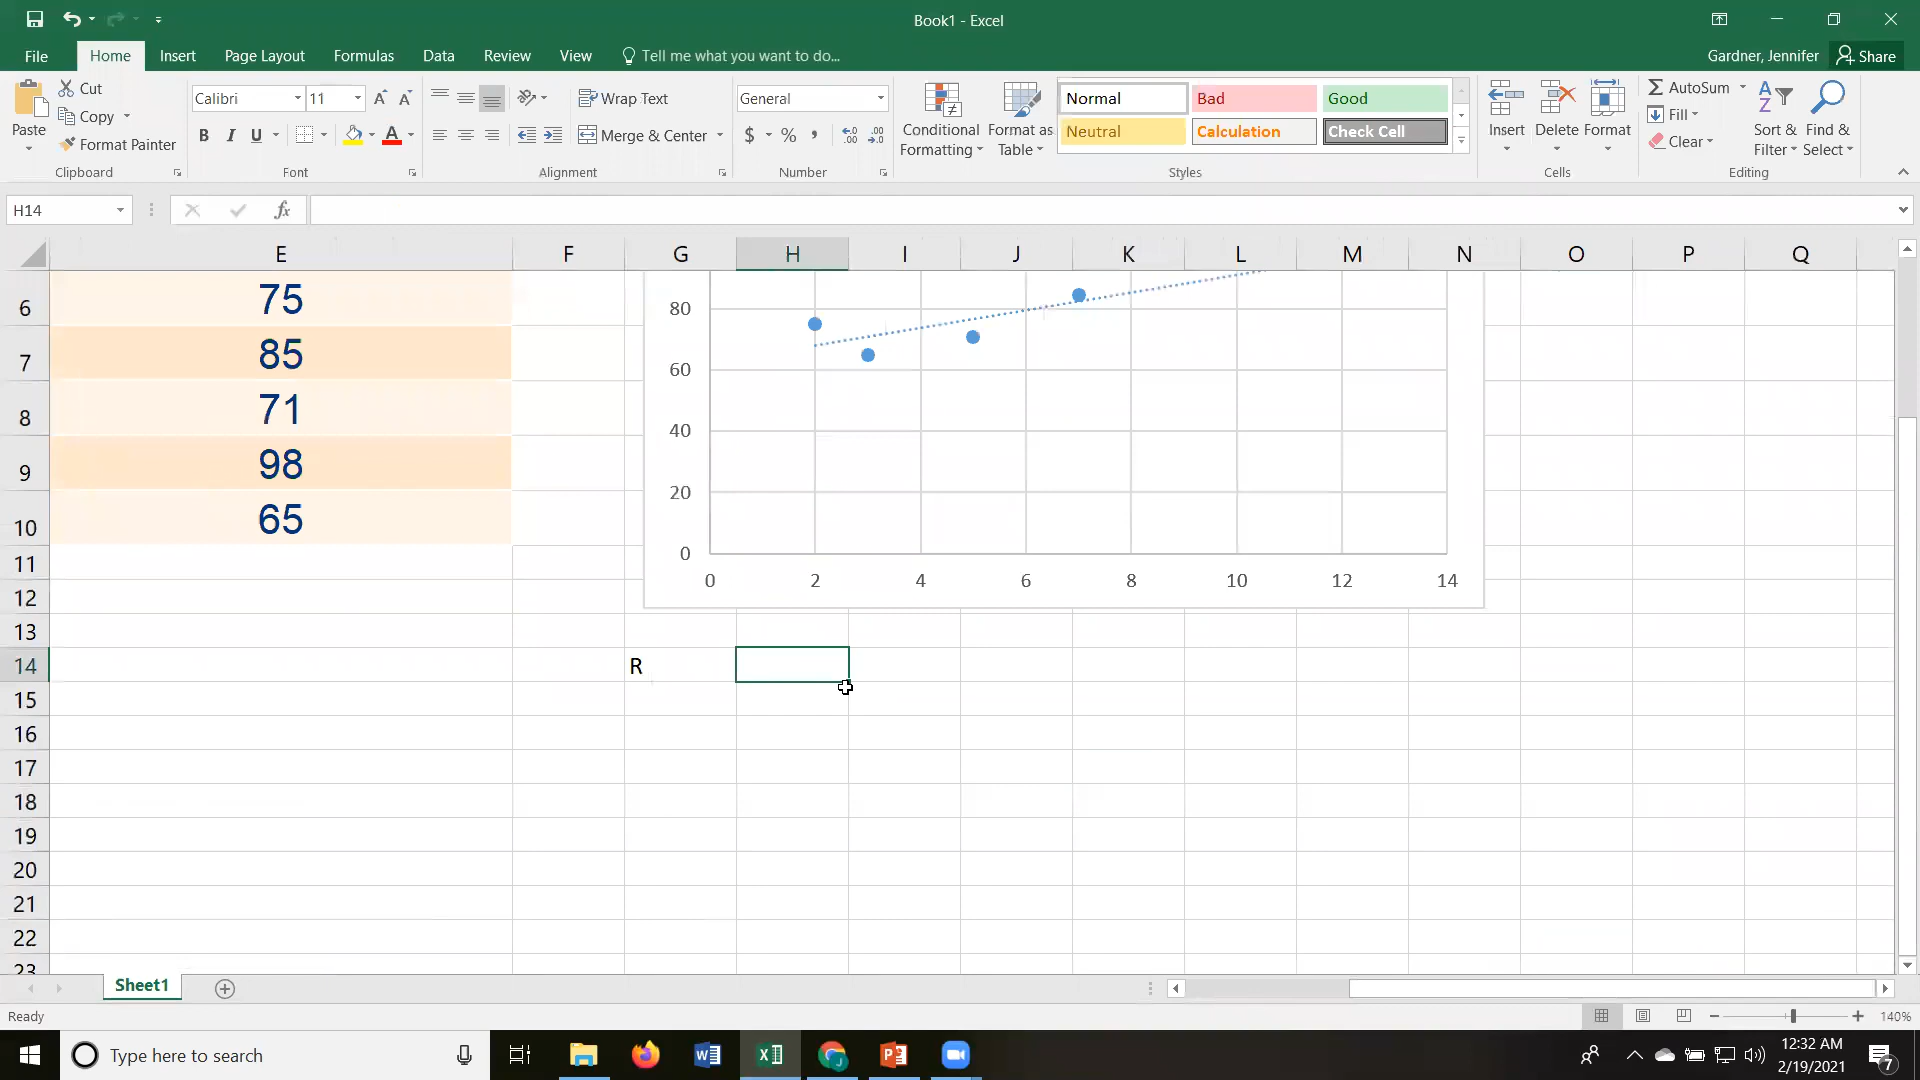 Book1 - Excel
File Home Insert Page Layout Formulas Data Review View Tell me what you want to do...
Gardner, Jennifer Share
Paste
Cut
Copy
Format Painter
Clipboard
Calibri 11
B I U
Font
Wrap Text
Merge & Center
Alignment
General
$ % ,
Number
Conditional Formatting
Format as Table
Normal Bad Good
Neutral Calculation Check Cell
Styles
Insert Delete Format
Cells
AutoSum
Fill
Clear
Sort & Filter
Find & Select
Editing
H14
fx
E F G H I J K L M N O P Q
6 75
7 85
8 71
9 98
10 65
11
12
13
14 R
15
16
17
18
19
20
21
22
23
80
60
40
20
0
0 2 4 6 8 10 12 14
Sheet1
Ready
140%
Type here to search
12:32 AM
2/19/2021
7